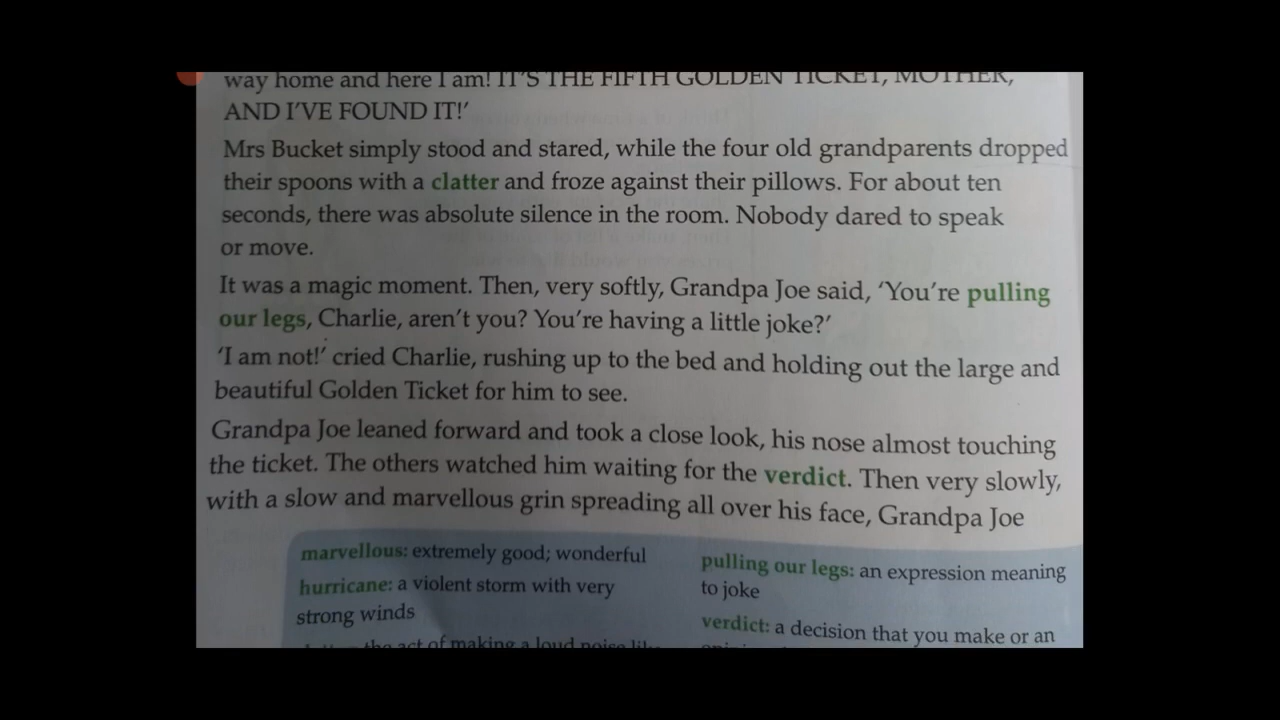 way home and here I am! IT'S THE FIFTH GOLDEN TICKET, MOTHER,
AND I'VE FOUND IT!'
Mrs Bucket simply stood and stared, while the four old grandparents dropped
their spoons with a clatter and froze against their pillows. For about ten
seconds, there was absolute silence in the room. Nobody dared to speak
or move.
It was a magic moment. Then, very softly, Grandpa Joe said, 'You're pulling
our legs, Charlie, aren't you? You're having a little joke?'
'I am not!' cried Charlie, rushing up to the bed and holding out the large and
beautiful Golden Ticket for him to see.
Grandpa Joe leaned forward and took a close look, his nose almost touching
the ticket. The others watched him waiting for the verdict. Then very slowly,
with a slow and marvellous grin spreading all over his face, Grandpa Joe
marvellous: extremely good; wonderful
hurricane: a violent storm with very
strong winds
the act of making a loud noise
pulling our legs: an expression meaning
to joke
verdict: a decision that you make or an